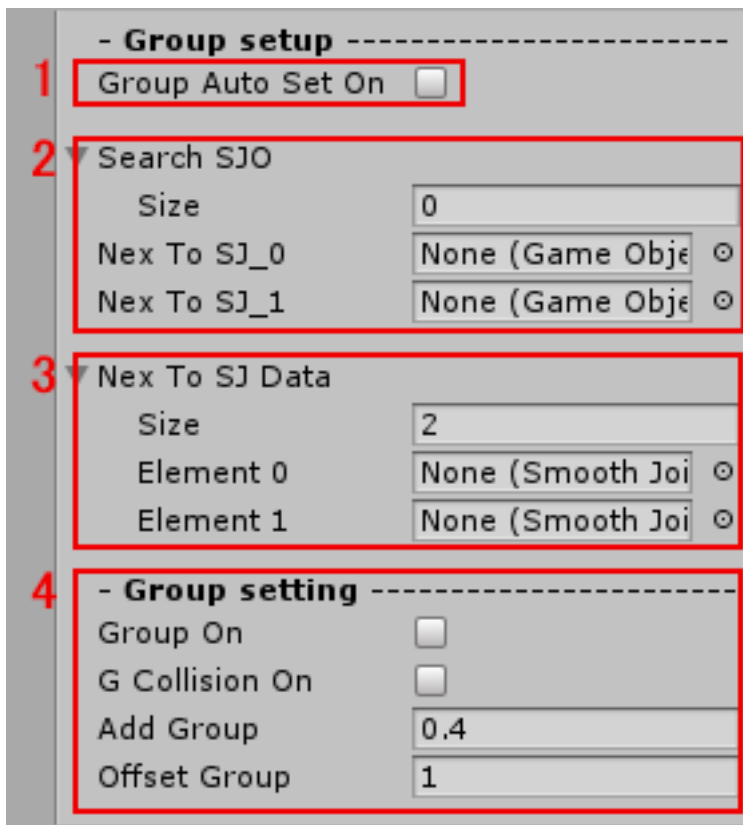 - Group setup ------------------------
1 Group Auto Set On
2 Search SJO
Size 0
Nex To SJ_0 None (Game Obje
Nex To SJ_1 None (Game Obje
3 Nex To SJ Data
Size 2
Element 0 None (Smooth Joi
Element 1 None (Smooth Joi
4 - Group setting -----------------------
Group On
G Collision On
Add Group 0.4
Offset Group 1